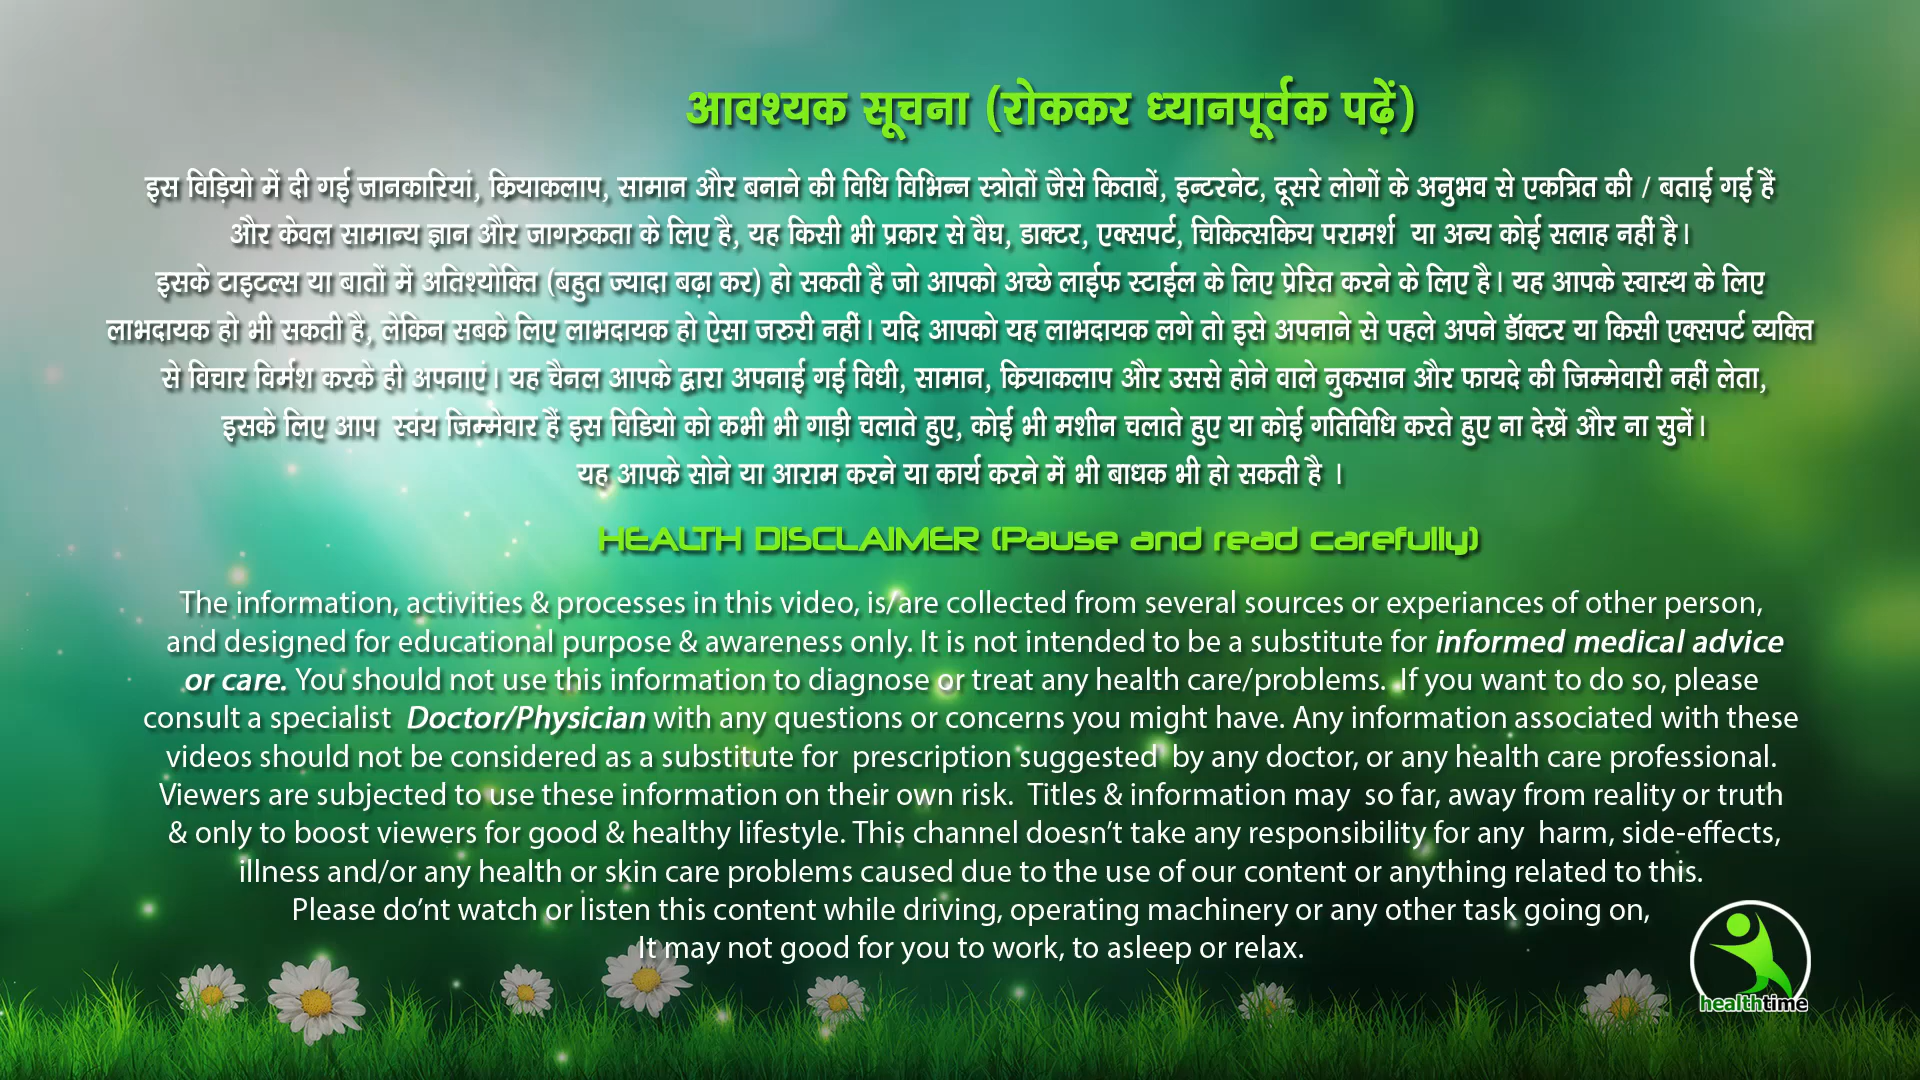 आवश्यक सूचना (रोककर ध्यानपूर्वक पढ़ें)
इस विड़ियो में दी गई जानकारियां, क्रियाकलाप, सामान और बनाने की विधि विभिन्न स्त्रोतों जैसे किताबें, इन्टरनेट, दूसरे लोगों के अनुभव से एकत्रित की / बताई गई हैं
और केवल सामान्य ज्ञान और जागरुकता के लिए है, यह किसी भी प्रकार से वैघ, डाक्टर, एक्सपर्ट, चिकित्सकिय परामर्श या अन्य कोई सलाह नहीं है।
इसके टाइटल्स या बातों में अतिश्योक्ति (बहुत ज्यादा बढ़ा कर) हो सकती है जो आपको अच्छे लाईफ स्टाईल के लिए प्रेरित करने के लिए है। यह आपके स्वास्थ के लिए
लाभदायक हो भी सकती है, लेकिन सबके लिए लाभदायक हो ऐसा जरुरी नहीं। यदि आपको यह लाभदायक लगे तो इसे अपनाने से पहले अपने डॉक्टर या किसी एक्सपर्ट व्यक्ति
से विचार विर्मश करके ही अपनाएं। यह चैनल आपके द्वारा अपनाई गई विधी, सामान, क्रियाकलाप और उससे होने वाले नुकसान और फायदे की जिम्मेवारी नहीं लेता,
इसके लिए आप स्वंय जिम्मेवार हैं इस विडियो को कभी भी गाड़ी चलाते हुए, कोई भी मशीन चलाते हुए या कोई गतिविधि करते हुए ना देखें और ना सुनें।
यह आपके सोने या आराम करने या कार्य करने में भी बाधक भी हो सकती है ।
HEALTH DISCLAIMER (Pause and read carefully)
The information, activities & processes in this video, is/are collected from several sources or experiances of other person,
and designed for educational purpose & awareness only. It is not intended to be a substitute for informed medical advice
or care. You should not use this information to diagnose or treat any health care/problems. If you want to do so, please
consult a specialist Doctor/Physician with any questions or concerns you might have. Any information associated with these
videos should not be considered as a substitute for prescription suggested by any doctor, or any health care professional.
Viewers are subjected to use these information on their own risk. Titles & information may so far, away from reality or truth
& only to boost viewers for good & healthy lifestyle. This channel doesn't take any responsibility for any harm, side-effects,
illness and/or any health or skin care problems caused due to the use of our content or anything related to this.
Please do'nt watch or listen this content while driving, operating machinery or any other task going on,
It may not good for you to work, to asleep or relax.
healthtime